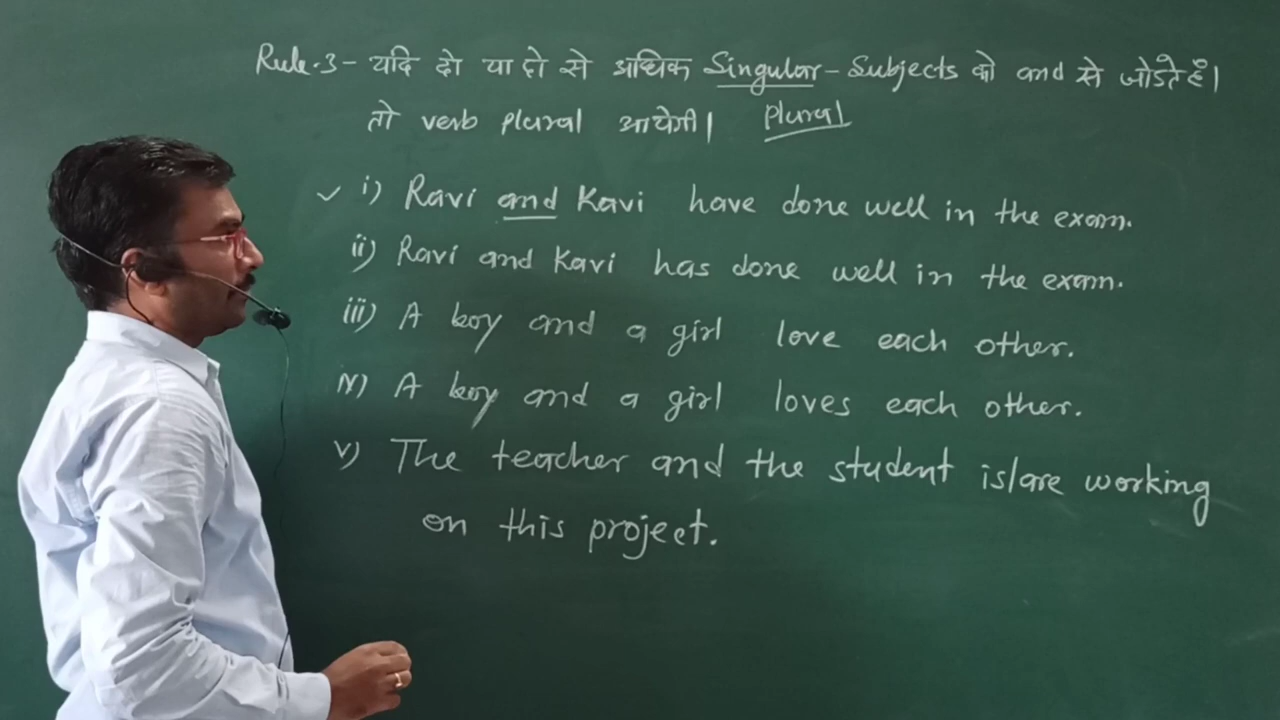 Rule-3- यदि दो या दो से अधिक Singular-Subjects को and से जोडते हैं।
तो verb plural आयेगी। Plural
✓ i) Ravi and Kavi have done well in the exam.
ii) Ravi and Kavi has done well in the exam.
iii) A boy and a girl love each other.
iv) A boy and a girl loves each other.
v) The teacher and the student is/are working
on this project.